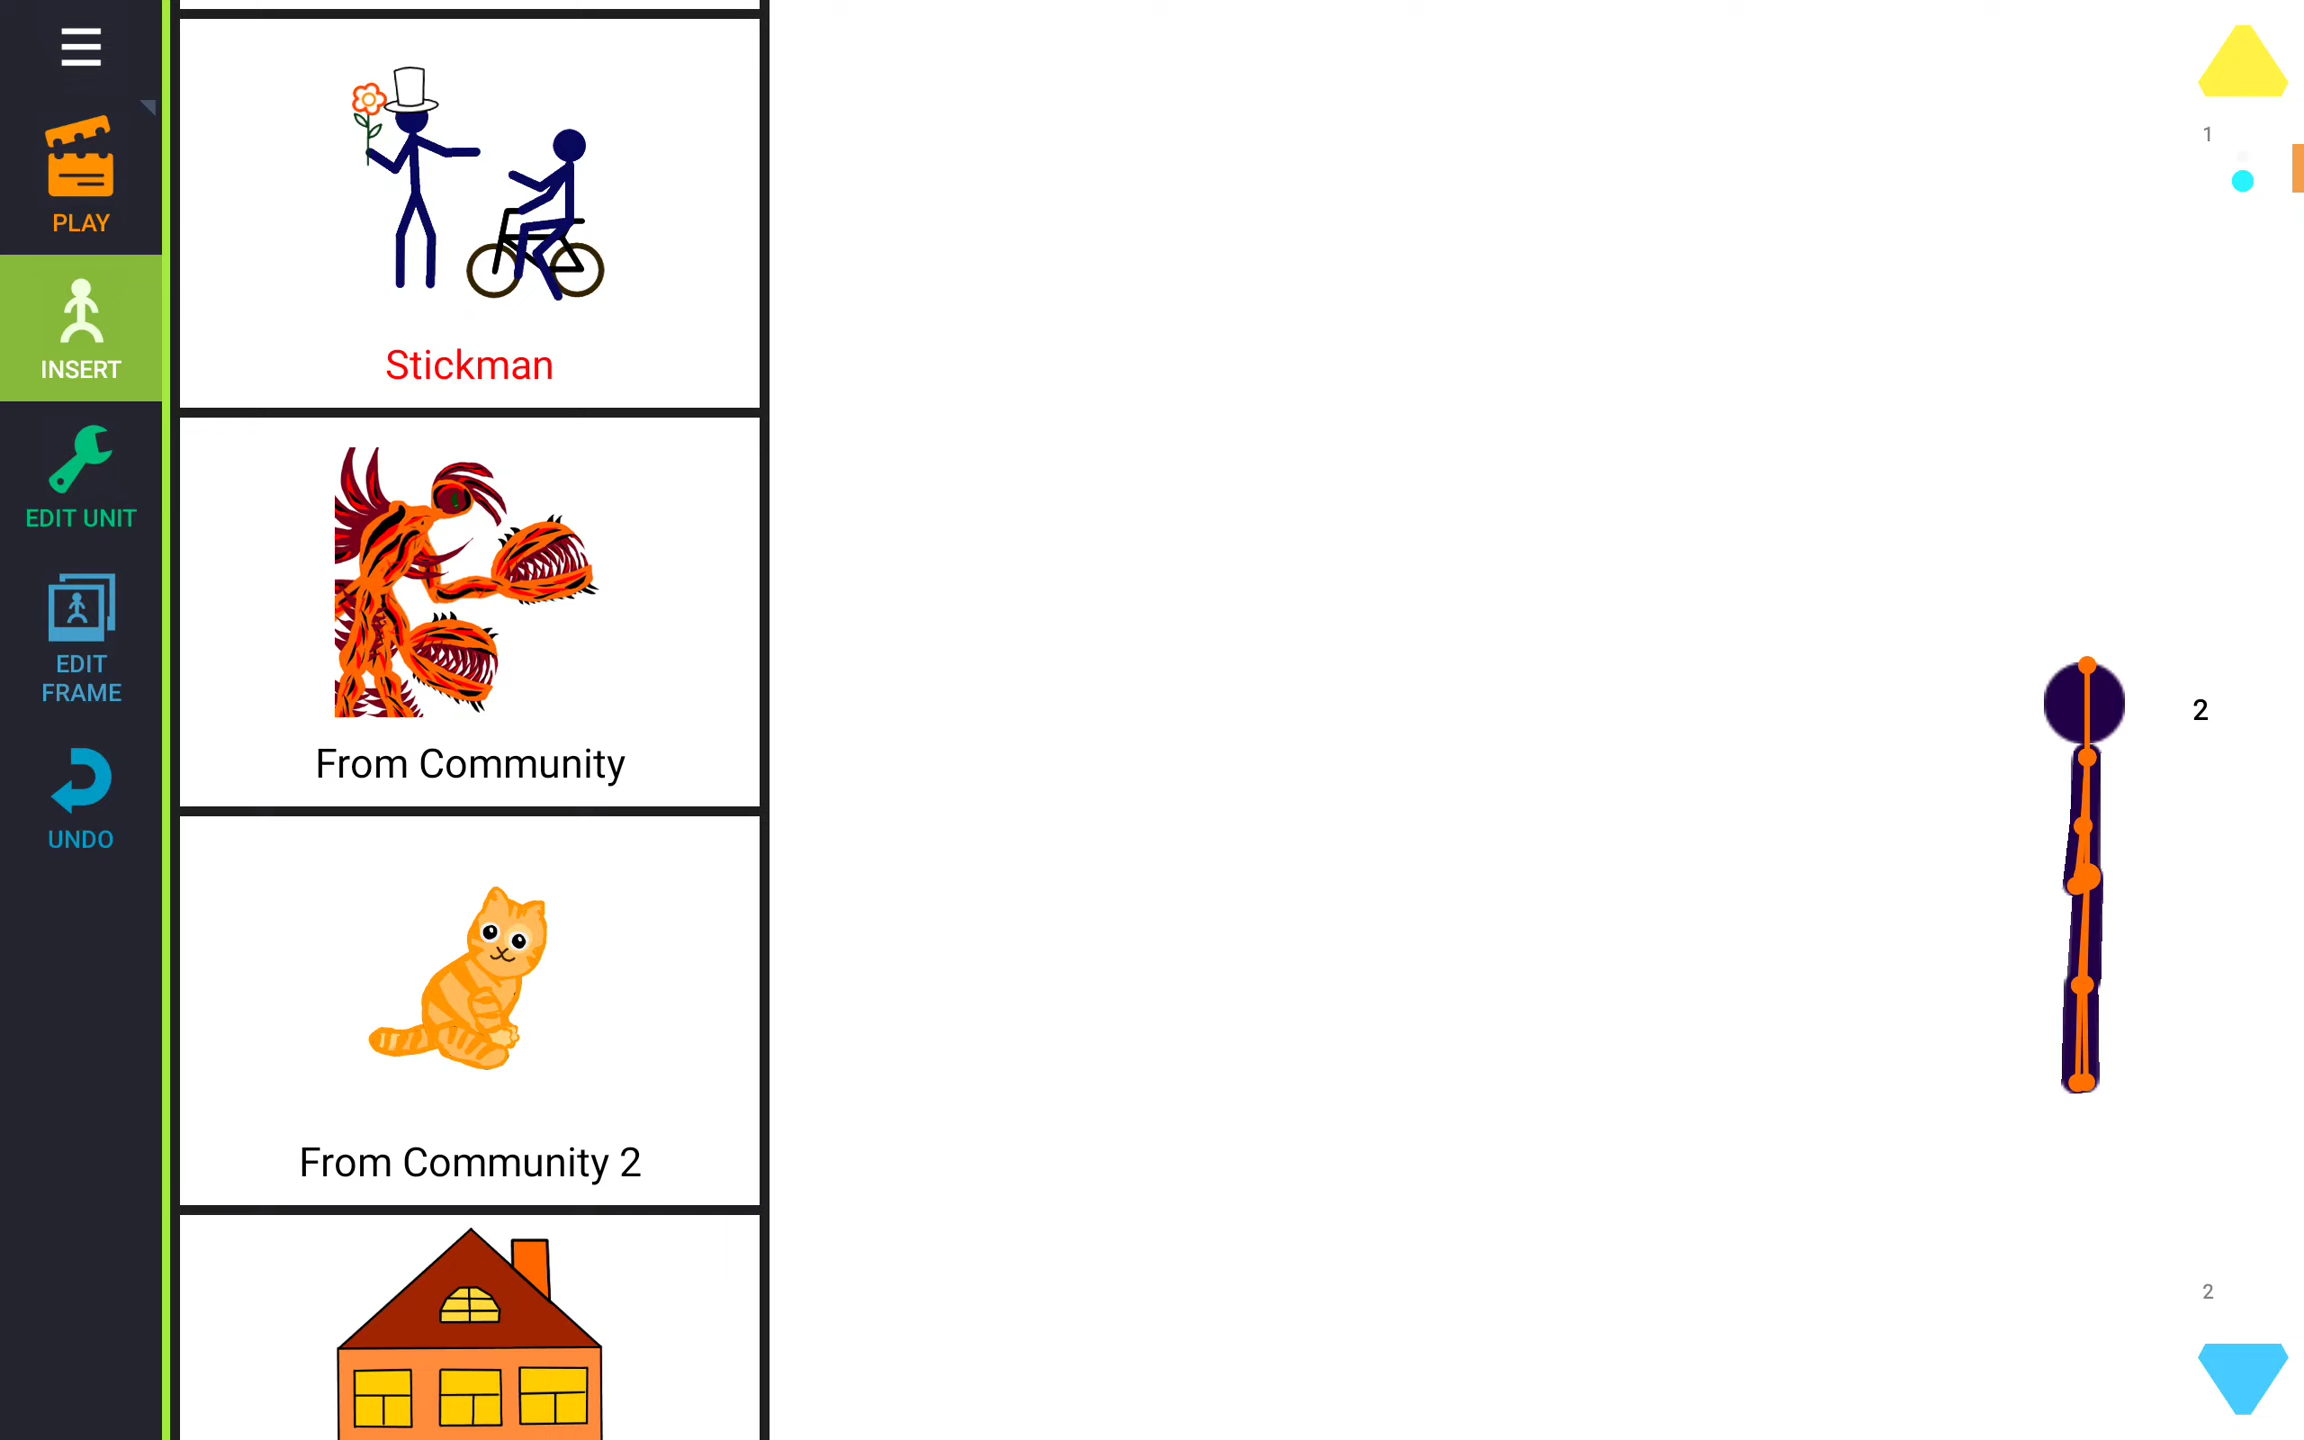 PLAY
INSERT
EDIT UNIT
EDIT
FRAME
UNDO
Stickman
From Community
From Community 2
1
2
2